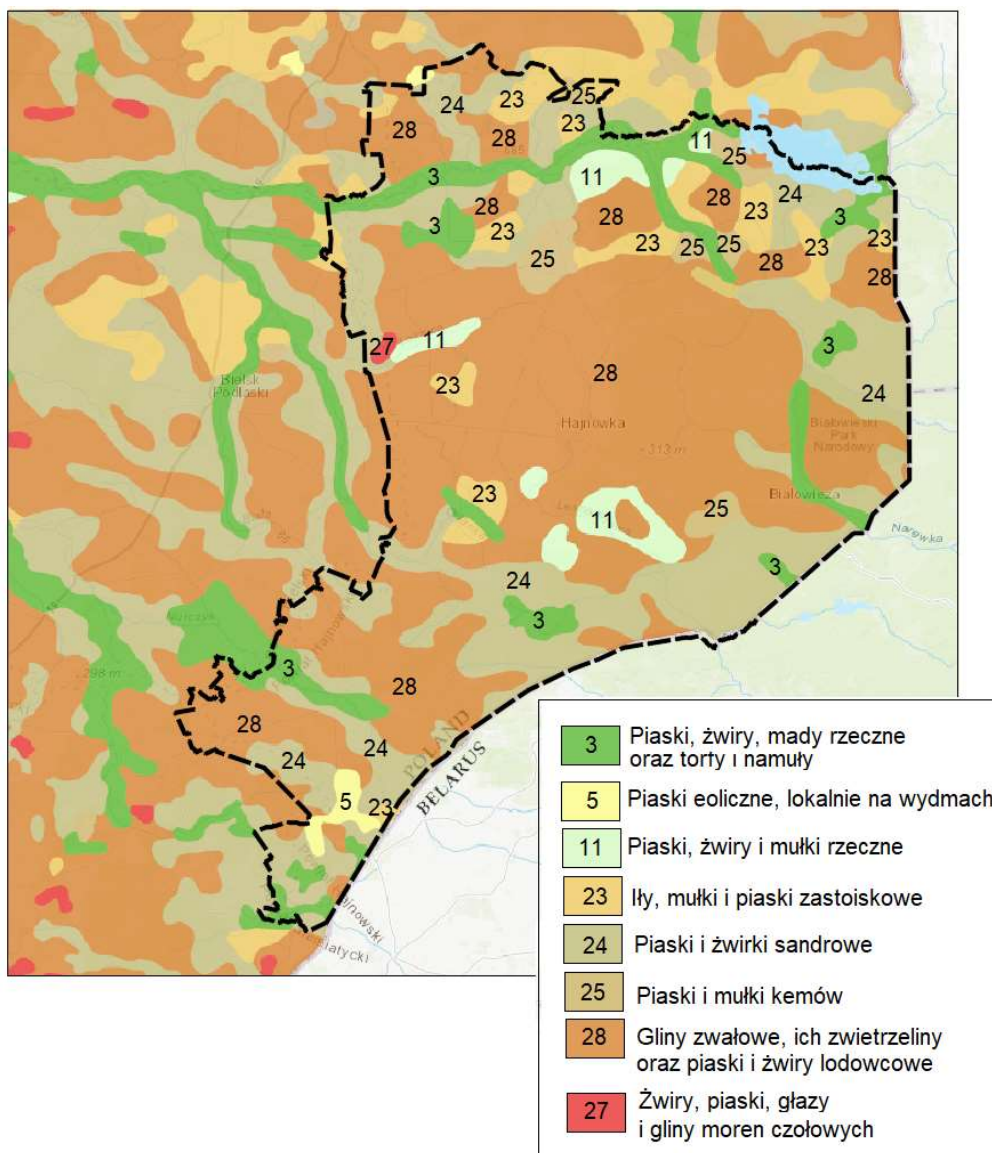 25
24
23
28
23
28
11
25
3
11
24
28
28
23
3
3
28
23
23
23
23
25
25
25
28
28
27
11
3
23
28
24
Bielsk
Podlaski
Hajnówka
Białowieski
Park
Narodowy
313 m
23
25
11
Białowieża
Narewka
24
3
3
3
298 m
28
28
24
24
POLAND
BELARUS
5
23
3 Piaski, żwiry, mady rzeczne
oraz torfy i namuły
5 Piaski eoliczne, lokalnie na wydmach
11 Piaski, żwiry i mułki rzeczne
23 Iły, mułki i piaski zastoiskowe
24 Piaski i żwirki sandrowe
25 Piaski i mułki kemów
28 Gliny zwałowe, ich zwietrzeliny
oraz piaski i żwiry lodowcowe
27 Żwiry, piaski, głazy
i gliny moren czołowych